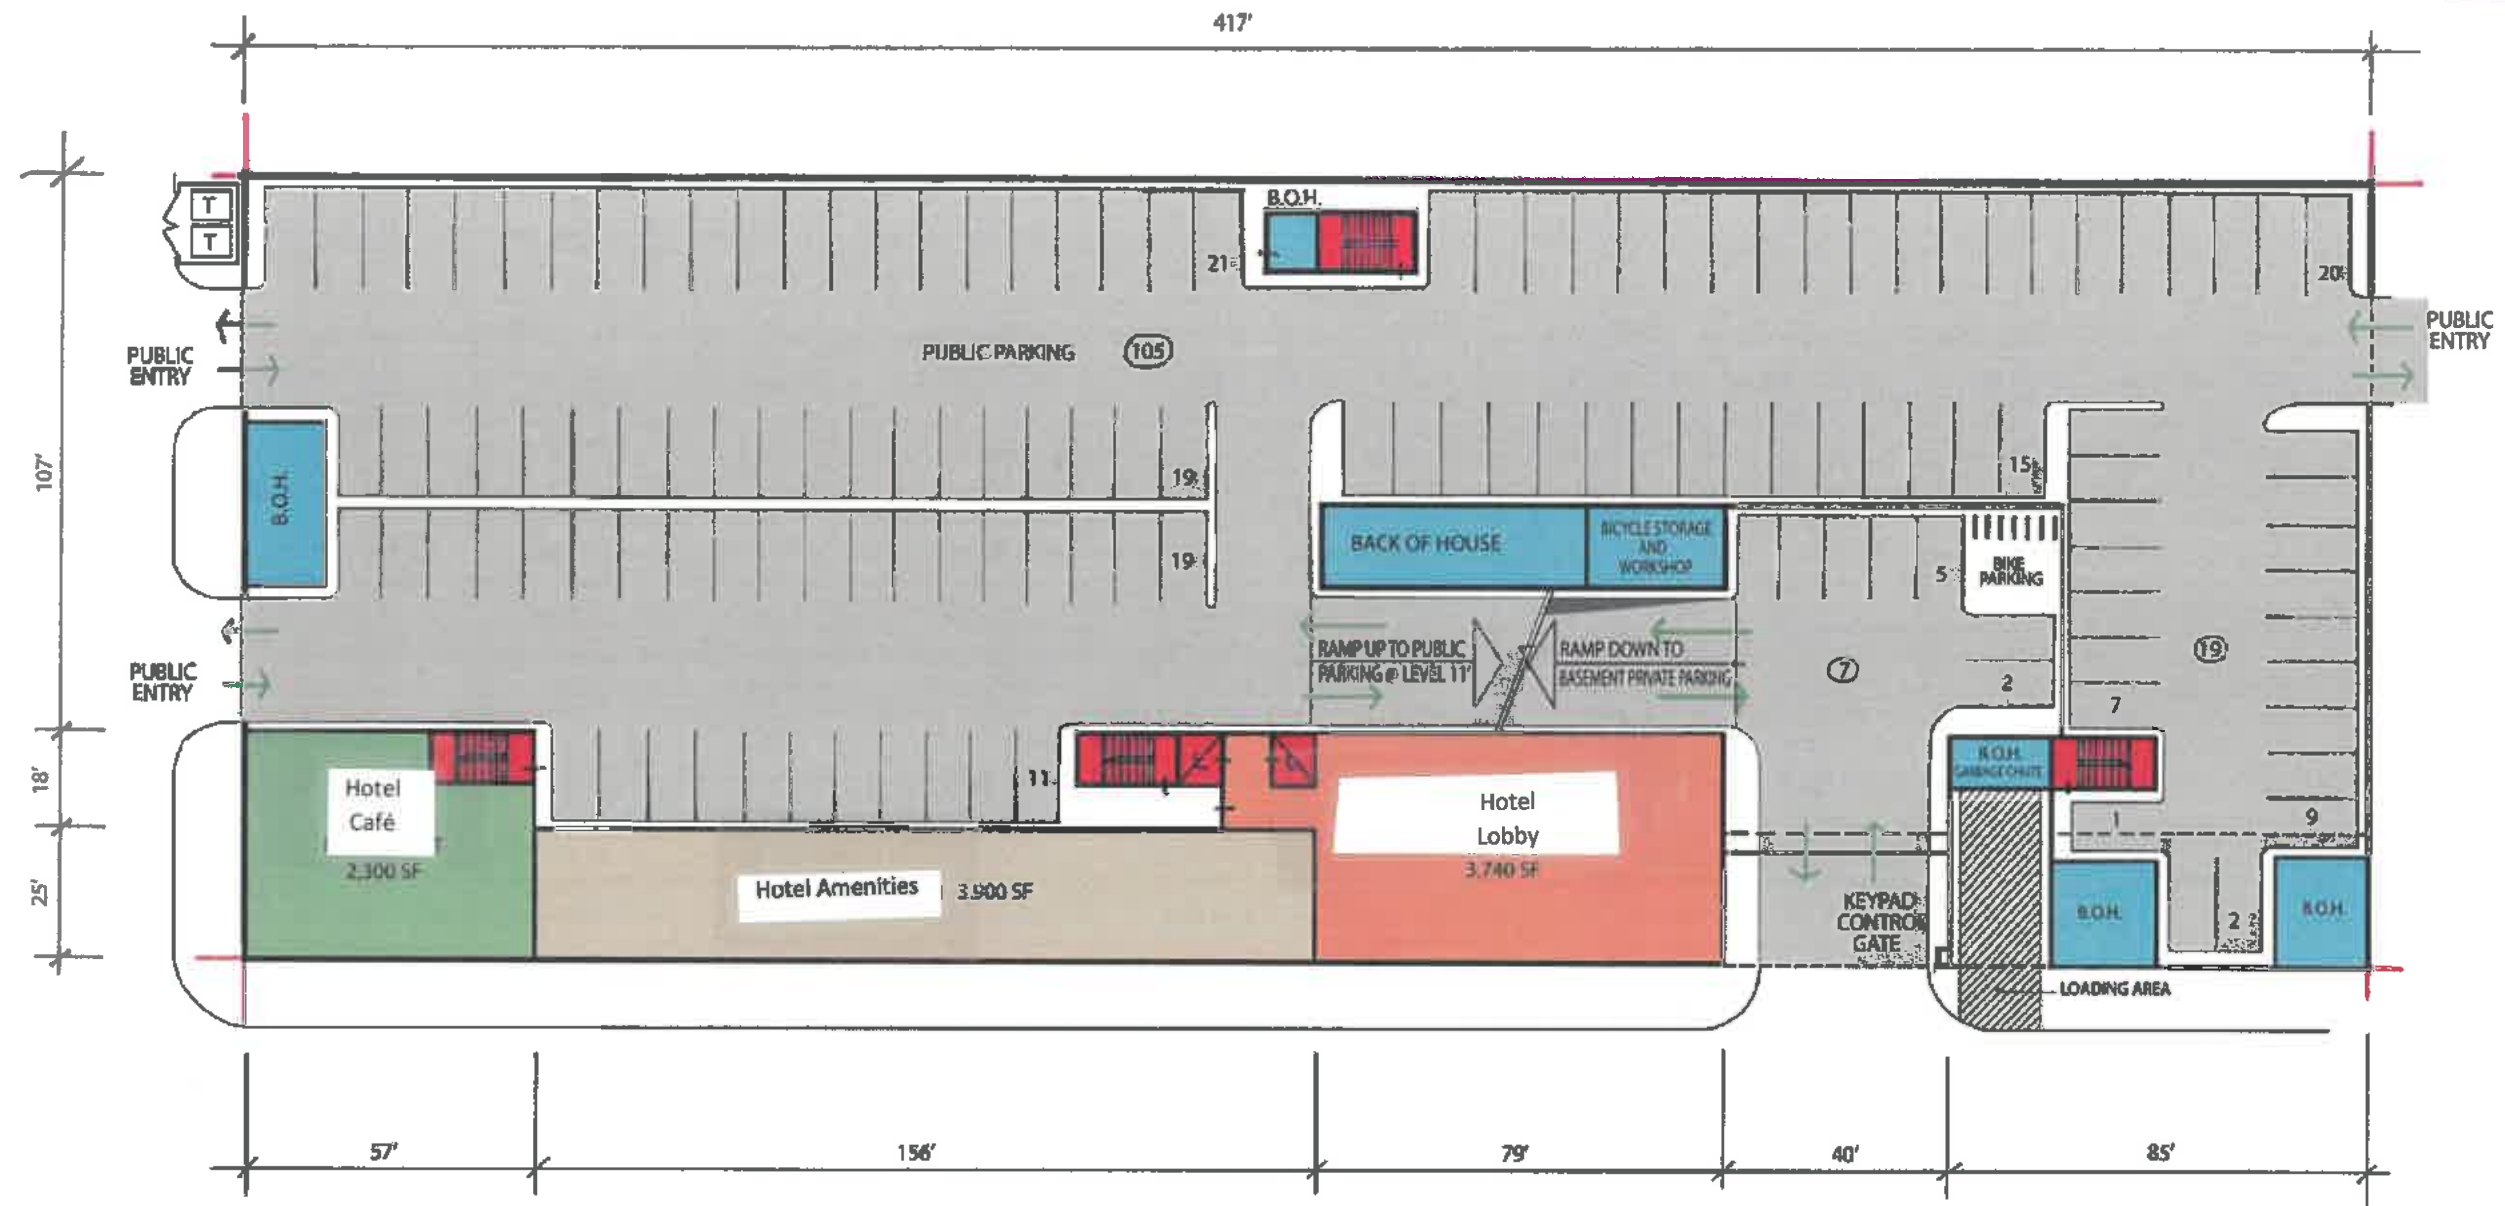 417'
T
T
B.O.H.
21
20
PUBLIC
ENTRY
PUBLIC PARKING
105
PUBLIC
ENTRY
107'
B.O.H.
19
15
19
BACK OF HOUSE
BICYCLE STORAGE
AND
WORKSHOP
5
BIKE
PARKING
RAMP UP TO PUBLIC
PARKING @ LEVEL 11'
RAMP DOWN TO
BASEMENT PRIVATE PARKING
7
2
19
7
PUBLIC
ENTRY
18'
Hotel
Café
2,300 SF
11
Hotel
Lobby
3,740 SF
B.O.H.
GARBAGE CHUTE
1
9
25'
Hotel Amenities
3,900 SF
KEYPAD
CONTROL
GATE
B.O.H.
2
B.O.H.
LOADING AREA
57'
156'
79'
40'
85'